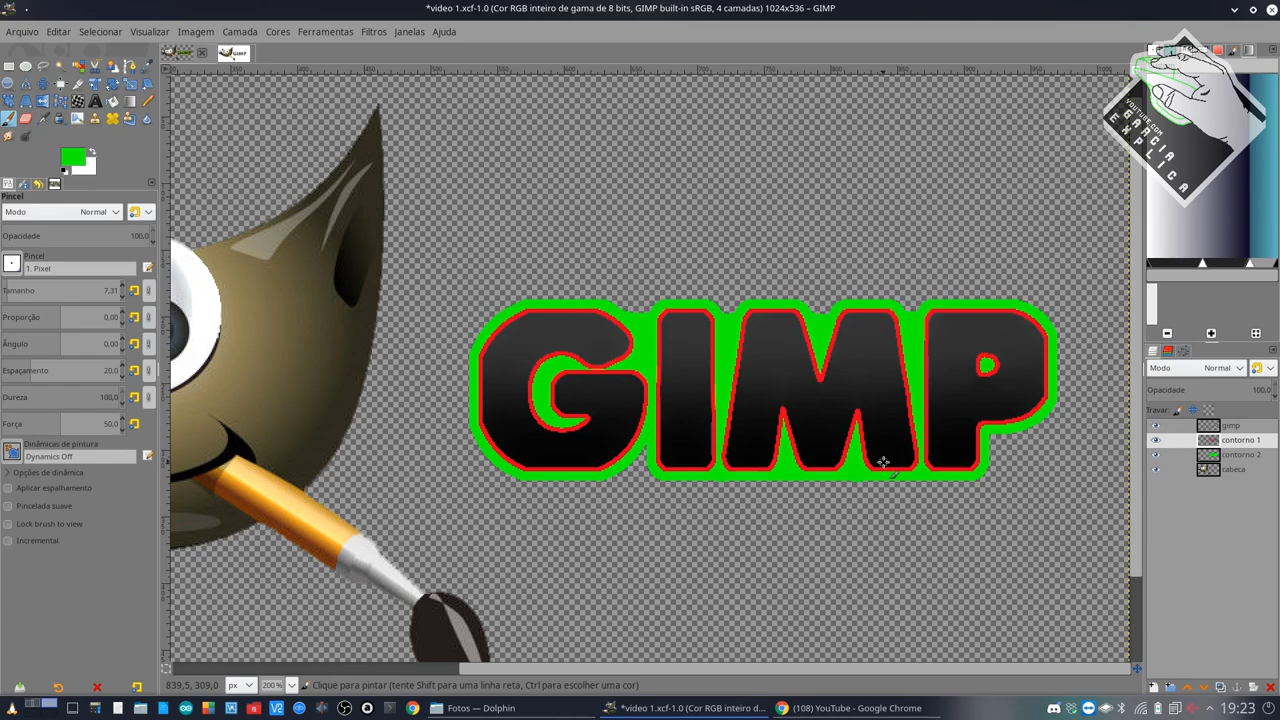 *video 1.xcf-1.0 (Cor RGB inteiro de gama de 8 bits, GIMP built-in sRGB, 4 camadas) 1024x536 – GIMP
Arquivo Editar Selecionar Visualizar Imagem Camada Cores Ferramentas Filtros Janelas Ajuda
YOUTUBE.COM
GARCIA
EXPLICA
Pincel
Modo Normal
Opacidade 100,0
Pincel
1. Pixel
Tamanho 7,31
Proporção 0,00
Ângulo 0,00
Espaçamento 20,0
Dureza 100,0
Força 50,0
Dinâmicas de pintura
Dynamics Off
Opções de dinâmica
Aplicar espalhamento
Pincelada suave
Lock brush to view
Incremental
GIMP
Modo Normal
Opacidade 100,0
Travar:
gimp
contorno 1
contorno 2
cabeca
839,5, 309,0 px 200% Clique para pintar (tente Shift para uma linha reta, Ctrl para escolher uma cor)
Fotos — Dolphin *video 1.xcf-1.0 (Cor RGB inteiro d... (108) YouTube - Google Chrome 19:23